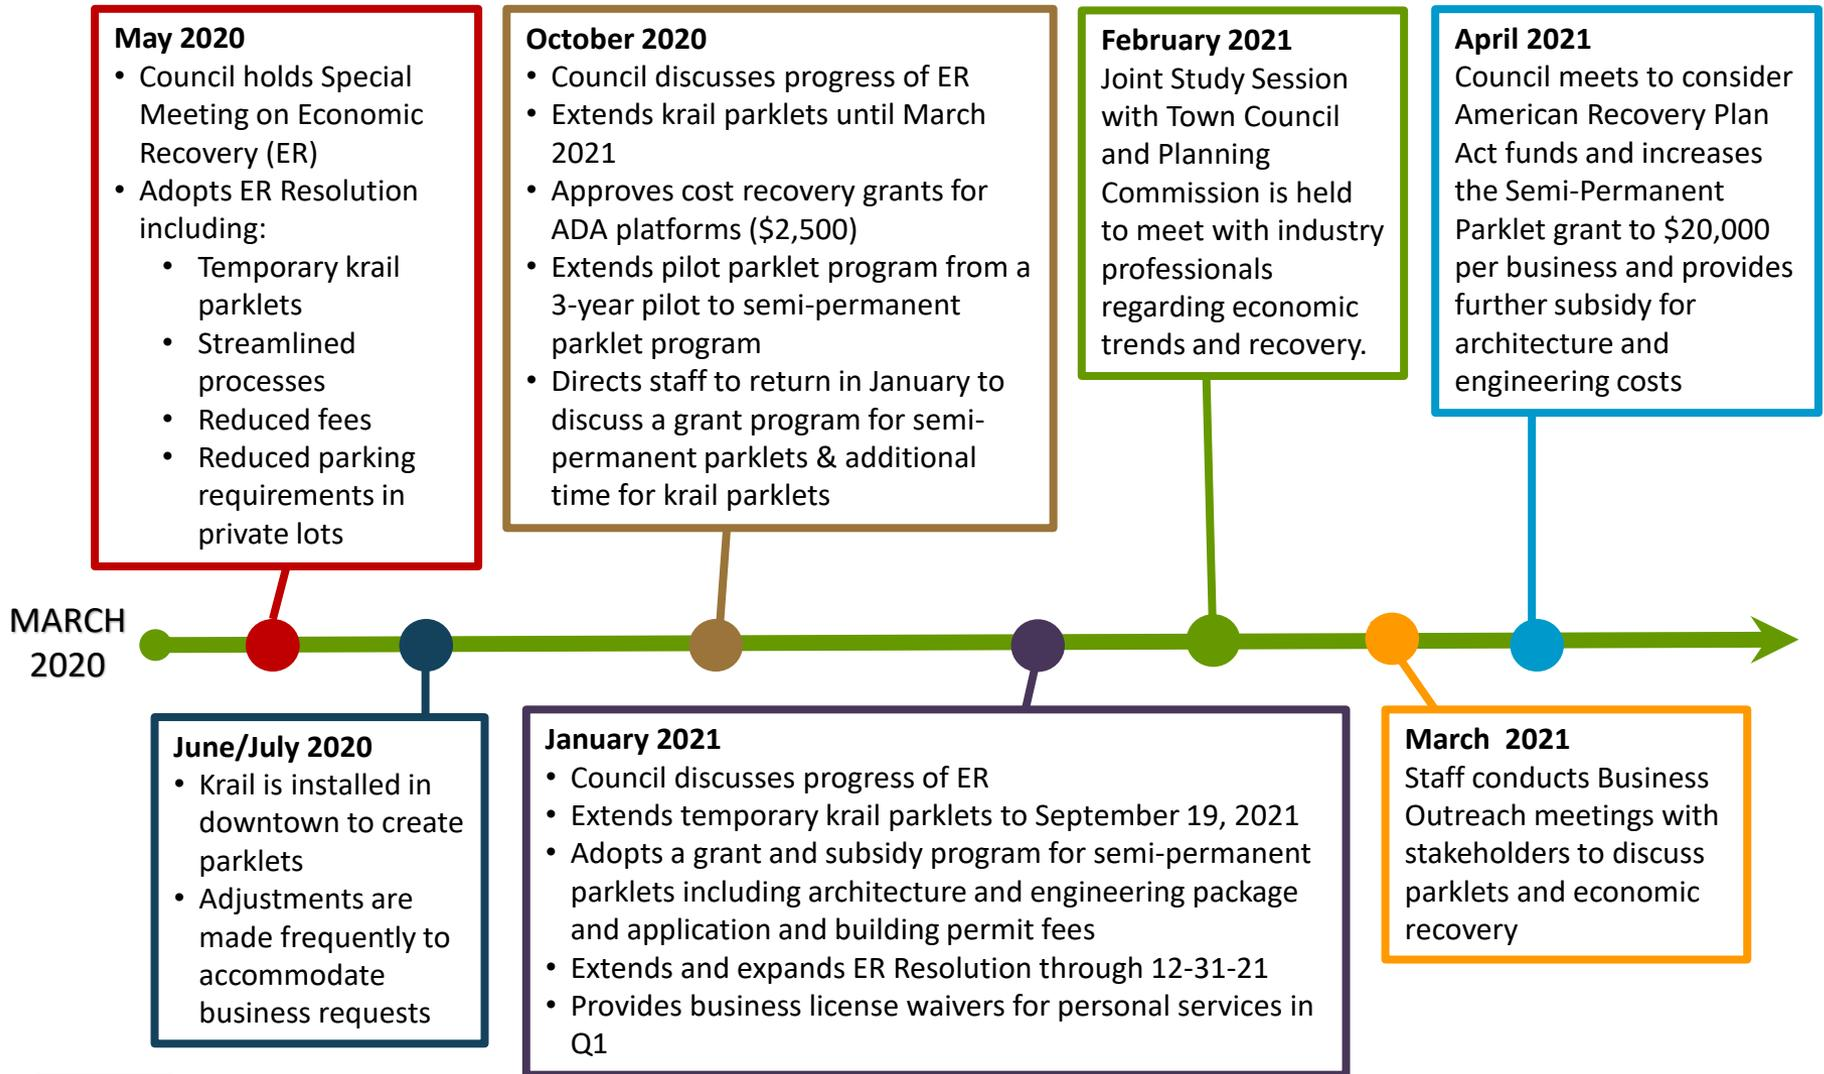 May 2020
• Council holds Special
Meeting on Economic
Recovery (ER)
• Adopts ER Resolution
including:
• Temporary krail
parklets
• Streamlined
processes
• Reduced fees
• Reduced parking
requirements in
private lots
October 2020
• Council discusses progress of ER
• Extends krail parklets until March
2021
• Approves cost recovery grants for
ADA platforms ($2,500)
• Extends pilot parklet program from a
3-year pilot to semi-permanent
parklet program
• Directs staff to return in January to
discuss a grant program for semi-
permanent parklets & additional
time for krail parklets
February 2021
Joint Study Session
with Town Council
and Planning
Commission is held
to meet with industry
professionals
regarding economic
trends and recovery.
April 2021
Council meets to consider
American Recovery Plan
Act funds and increases
the Semi-Permanent
Parklet grant to $20,000
per business and provides
further subsidy for
architecture and
engineering costs
MARCH
2020
June/July 2020
• Krail is installed in
downtown to create
parklets
• Adjustments are
made frequently to
accommodate
business requests
January 2021
• Council discusses progress of ER
• Extends temporary krail parklets to September 19, 2021
• Adopts a grant and subsidy program for semi-permanent
parklets including architecture and engineering package
and application and building permit fees
• Extends and expands ER Resolution through 12-31-21
• Provides business license waivers for personal services in
Q1
March  2021
Staff conducts Business
Outreach meetings with
stakeholders to discuss
parklets and economic
recovery